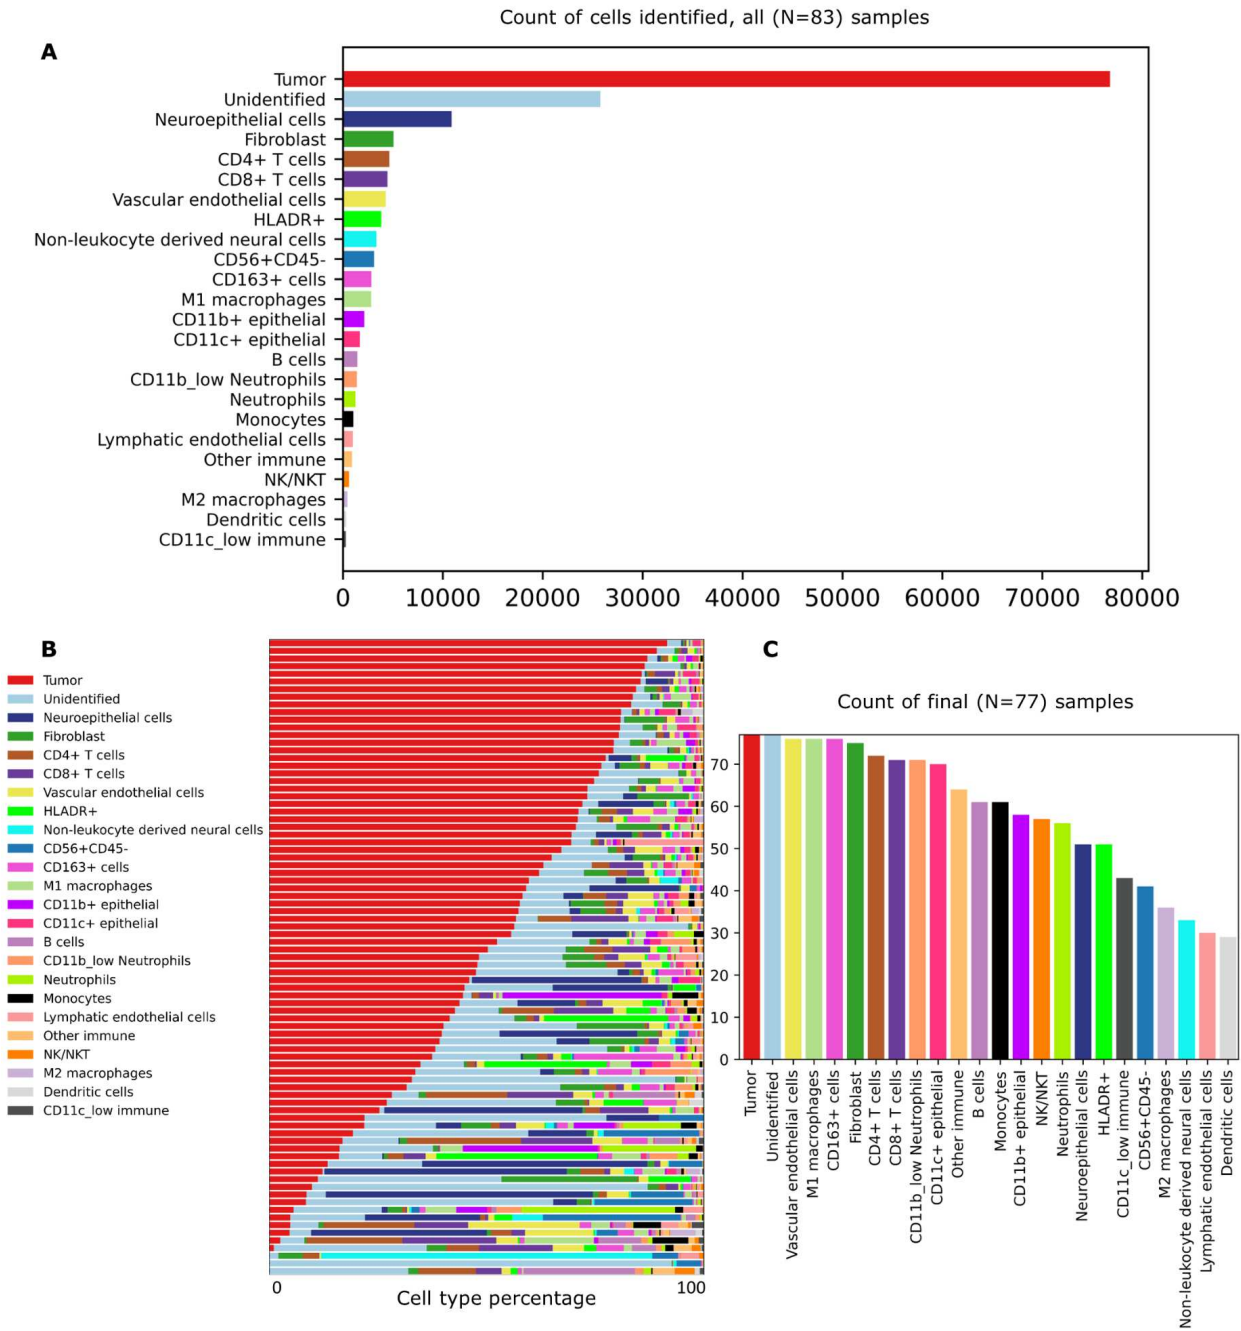 Count of cells identified, all (N=83) samples
A
Tumor
Unidentified
Neuroepithelial cells
Fibroblast
CD4+ T cells
CD8+ T cells
Vascular endothelial cells
HLADR+
Non-leukocyte derived neural cells
CD56+CD45-
CD163+ cells
M1 macrophages
CD11b+ epithelial
CD11c+ epithelial
B cells
CD11b_low Neutrophils
Neutrophils
Monocytes
Lymphatic endothelial cells
Other immune
NK/NKT
M2 macrophages
Dendritic cells
CD11c_low immune
0 10000 20000 30000 40000 50000 60000 70000 80000
B
Tumor
Unidentified
Neuroepithelial cells
Fibroblast
CD4+ T cells
CD8+ T cells
Vascular endothelial cells
HLADR+
Non-leukocyte derived neural cells
CD56+CD45-
CD163+ cells
M1 macrophages
CD11b+ epithelial
CD11c+ epithelial
B cells
CD11b_low Neutrophils
Neutrophils
Monocytes
Lymphatic endothelial cells
Other immune
NK/NKT
M2 macrophages
Dendritic cells
CD11c_low immune
0 100
Cell type percentage
C
Count of final (N=77) samples
70
60
50
40
30
20
10
0
Tumor
Unidentified
Vascular endothelial cells
M1 macrophages
CD163+ cells
Fibroblast
CD4+ T cells
CD8+ T cells
CD11b_low Neutrophils
CD11c+ epithelial
Other immune
B cells
Monocytes
CD11b+ epithelial
NK/NKT
Neutrophils
Neuroepithelial cells
HLADR+
CD11c_low immune
CD56+CD45-
M2 macrophages
Non-leukocyte derived neural cells
Lymphatic endothelial cells
Dendritic cells